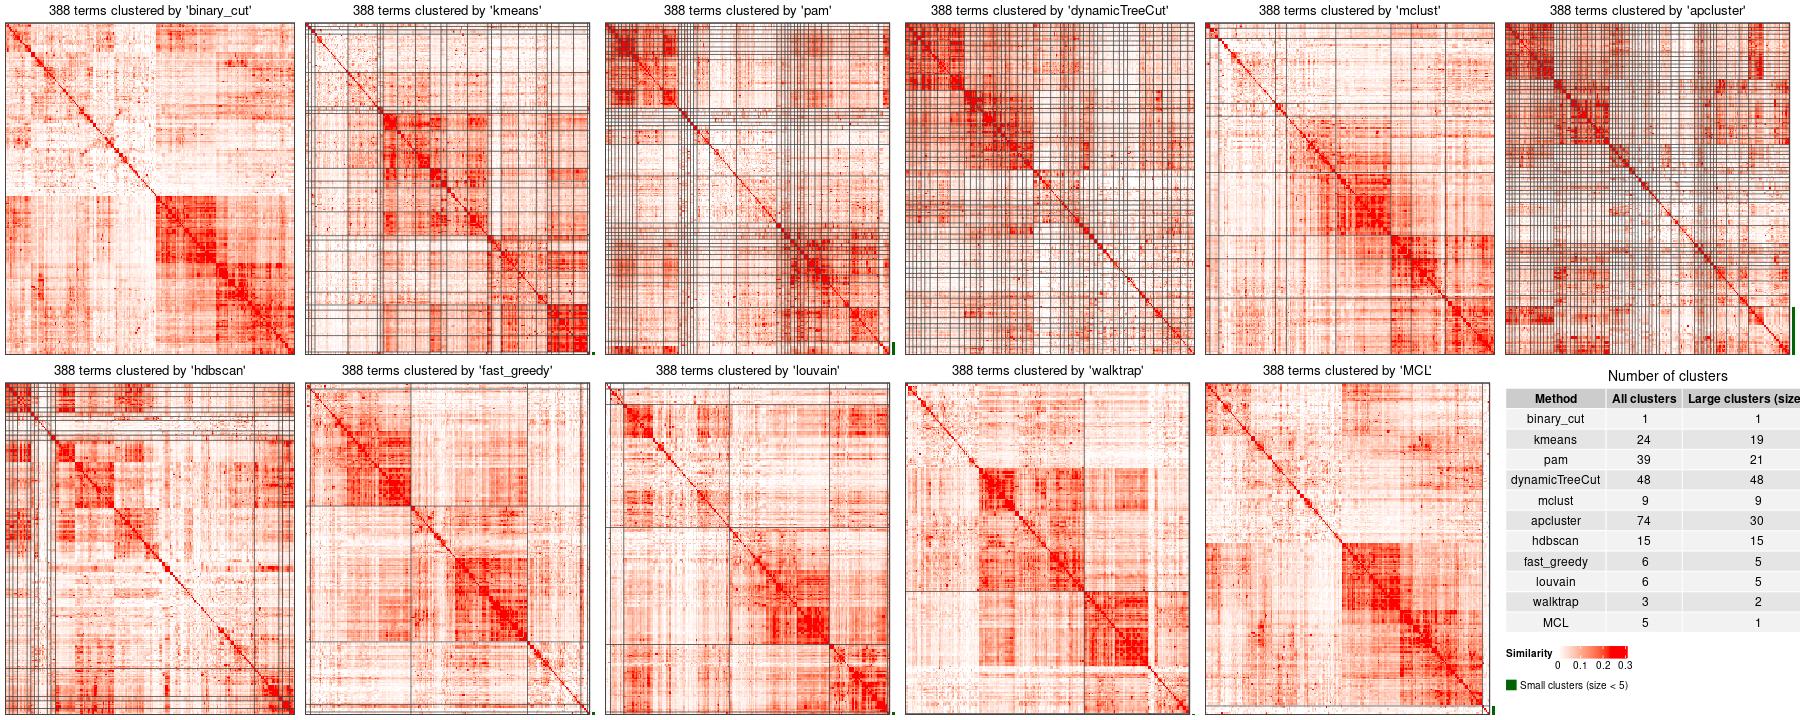 388 terms clustered by 'binary_cut'
388 terms clustered by 'kmeans'
388 terms clustered by 'pam'
388 terms clustered by 'dynamicTreeCut'
388 terms clustered by 'mclust'
388 terms clustered by 'apcluster'
388 terms clustered by 'hdbscan'
388 terms clustered by 'fast_greedy'
388 terms clustered by 'louvain'
388 terms clustered by 'walktrap'
388 terms clustered by 'MCL'
Number of clusters
Method All clusters Large clusters (size
binary_cut 1 1
kmeans 24 19
pam 39 21
dynamicTreeCut 48 48
mclust 9 9
apcluster 74 30
hdbscan 15 15
fast_greedy 6 5
louvain 6 5
walktrap 3 2
MCL 5 1
Similarity
0 0.1 0.2 0.3
Small clusters (size < 5)